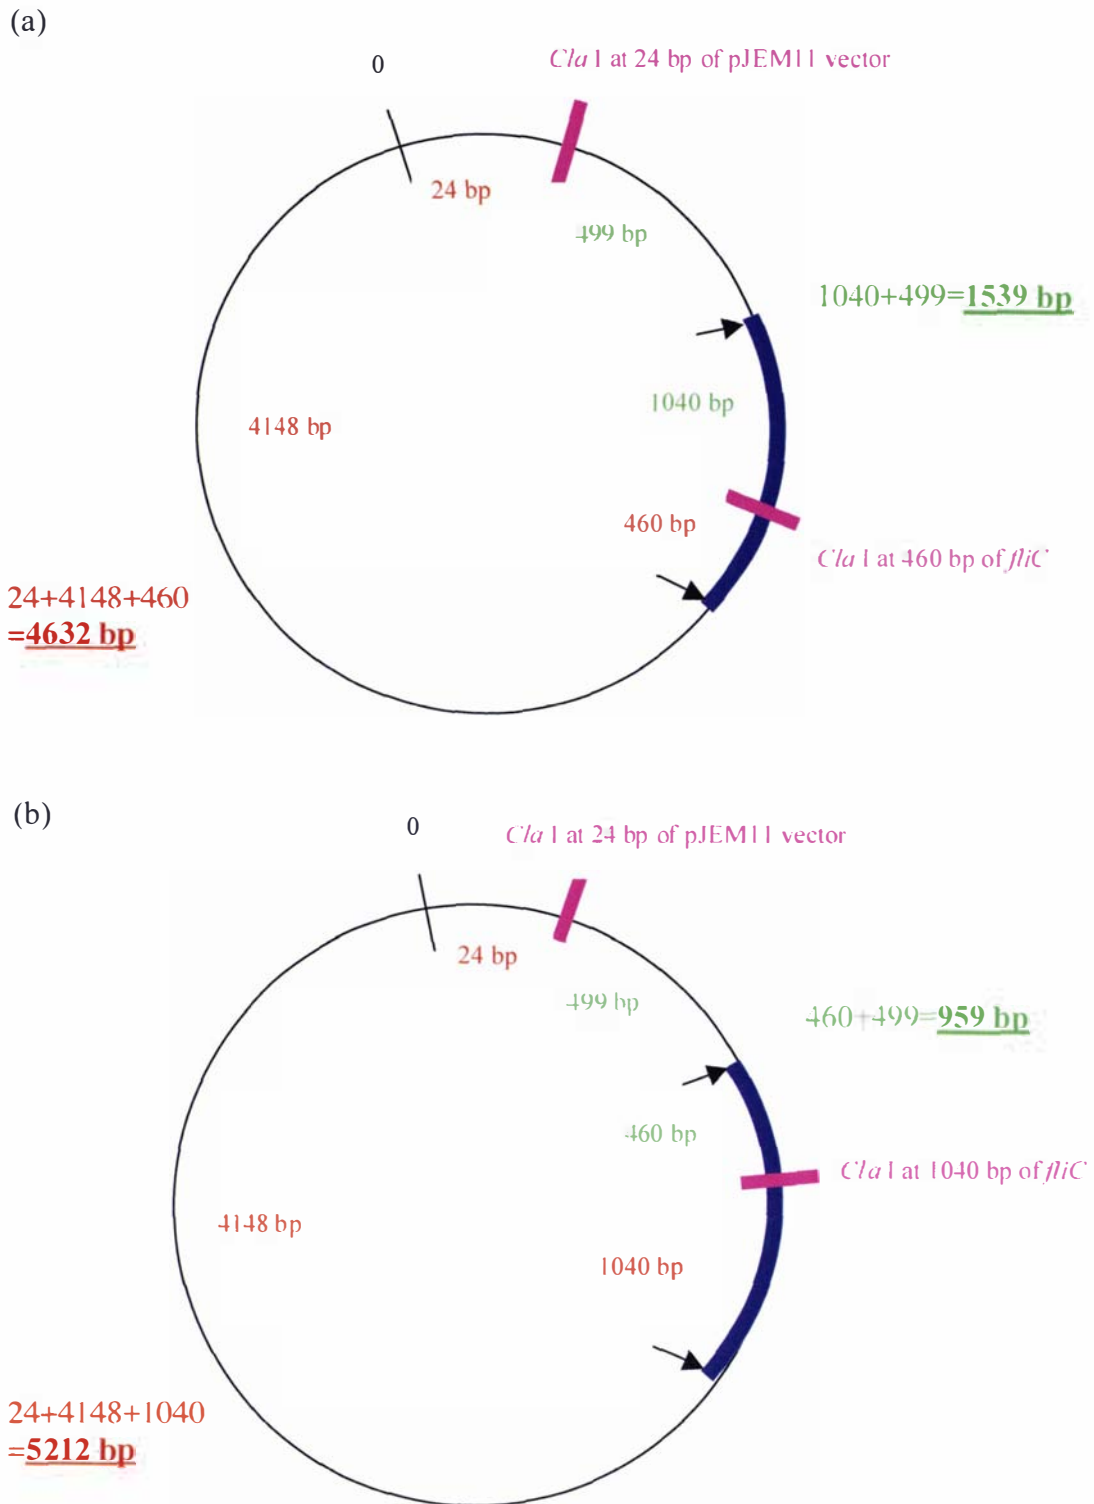 (a)
0
Cla I at 24 bp of pJEM11 vector
24 bp
499 bp
1040+499=1539 bp
1040 bp
4148 bp
460 bp
Cla I at 460 bp of fliC
24+4148+460
=4632 bp
(b)
0
Cla I at 24 bp of pJEM11 vector
24 bp
499 bp
460+499=959 bp
460 bp
Cla I at 1040 bp of fliC
4148 bp
1040 bp
24+4148+1040
=5212 bp